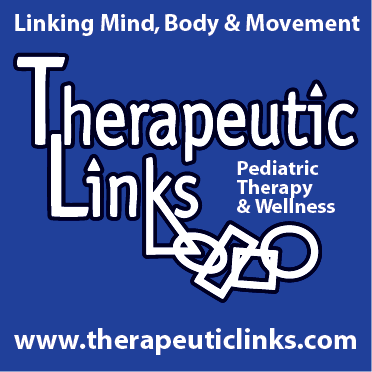 Linking Mind, Body & Movement
Therapeutic
Links
Pediatric
Therapy
& Wellness
www.therapeuticlinks.com